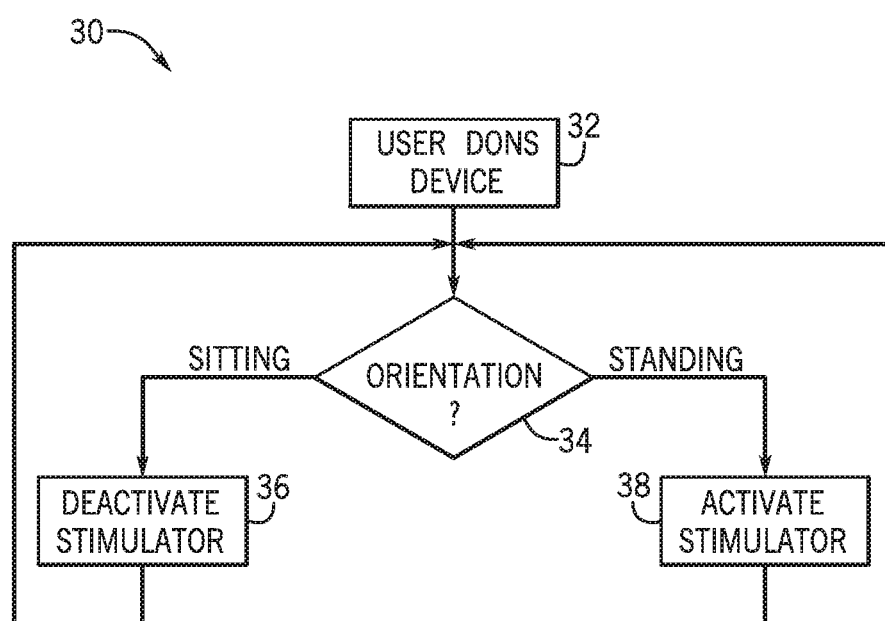 30
USER DONS
DEVICE
32
SITTING
STANDING
ORIENTATION
?
34
DEACTIVATE
STIMULATOR
36
38
ACTIVATE
STIMULATOR